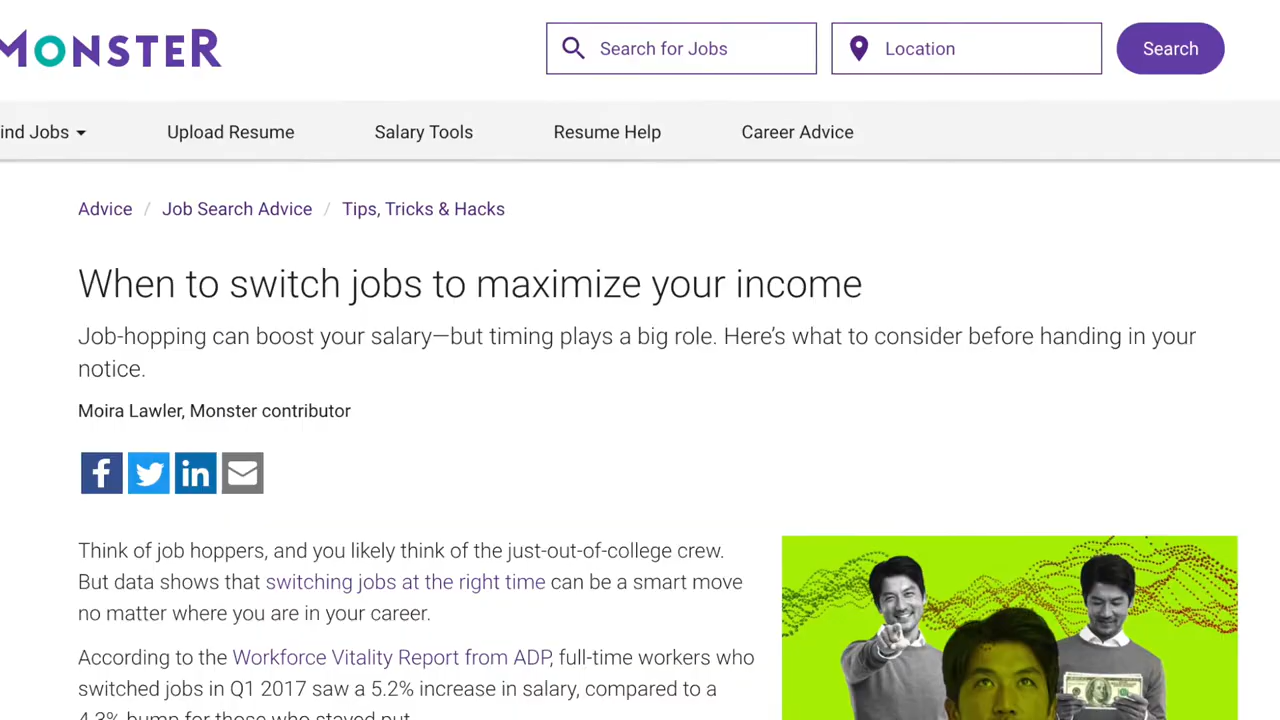 MONSTER
Search for Jobs
Location
Search
ind Jobs
Upload Resume
Salary Tools
Resume Help
Career Advice
Advice / Job Search Advice / Tips, Tricks & Hacks
When to switch jobs to maximize your income
Job-hopping can boost your salary—but timing plays a big role. Here’s what to consider before handing in your
notice.
Moira Lawler, Monster contributor
Think of job hoppers, and you likely think of the just-out-of-college crew.
But data shows that switching jobs at the right time can be a smart move
no matter where you are in your career.
According to the Workforce Vitality Report from ADP, full-time workers who
switched jobs in Q1 2017 saw a 5.2% increase in salary, compared to a
4.3% bump for those who stayed put.